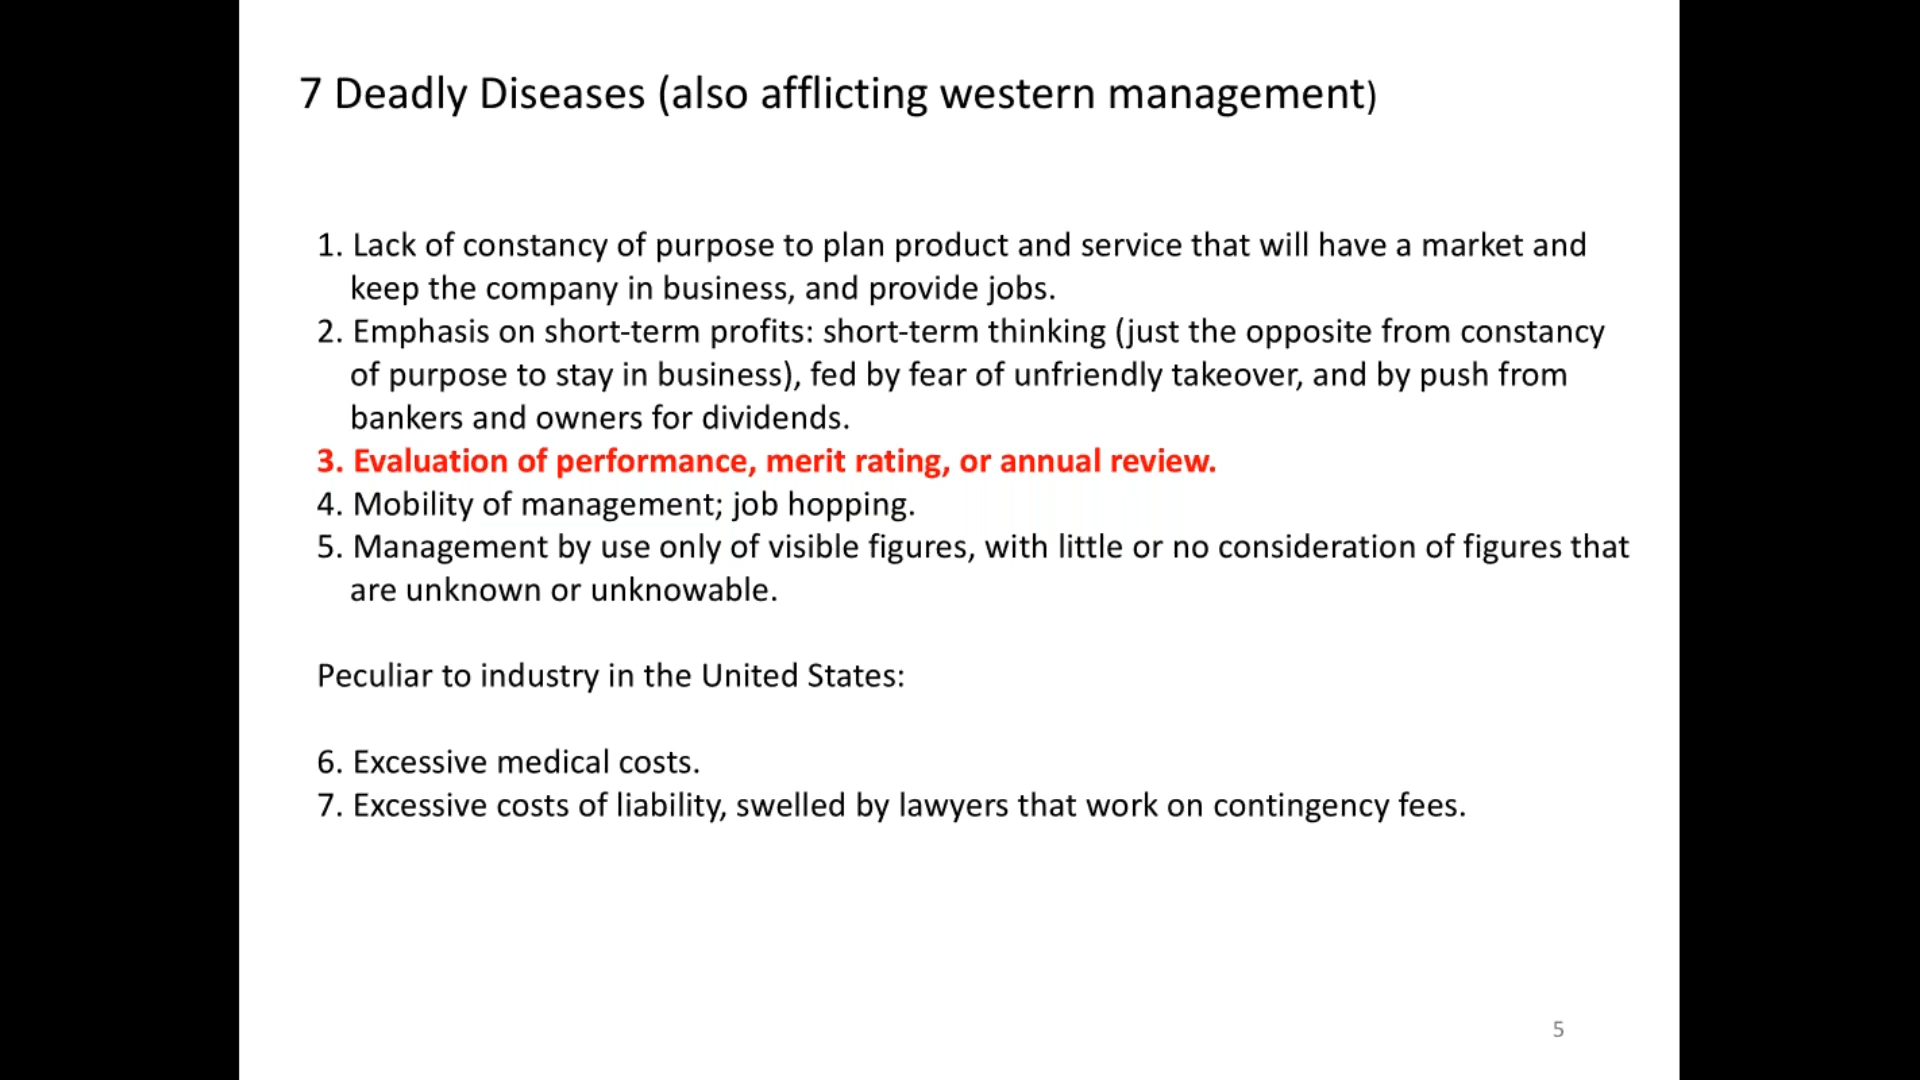 7 Deadly Diseases (also afflicting western management)
1. Lack of constancy of purpose to plan product and service that will have a market and
keep the company in business, and provide jobs.
2. Emphasis on short-term profits: short-term thinking (just the opposite from constancy
of purpose to stay in business), fed by fear of unfriendly takeover, and by push from
bankers and owners for dividends.
3. Evaluation of performance, merit rating, or annual review.
4. Mobility of management; job hopping.
5. Management by use only of visible figures, with little or no consideration of figures that
are unknown or unknowable.
Peculiar to industry in the United States:
6. Excessive medical costs.
7. Excessive costs of liability, swelled by lawyers that work on contingency fees.
5